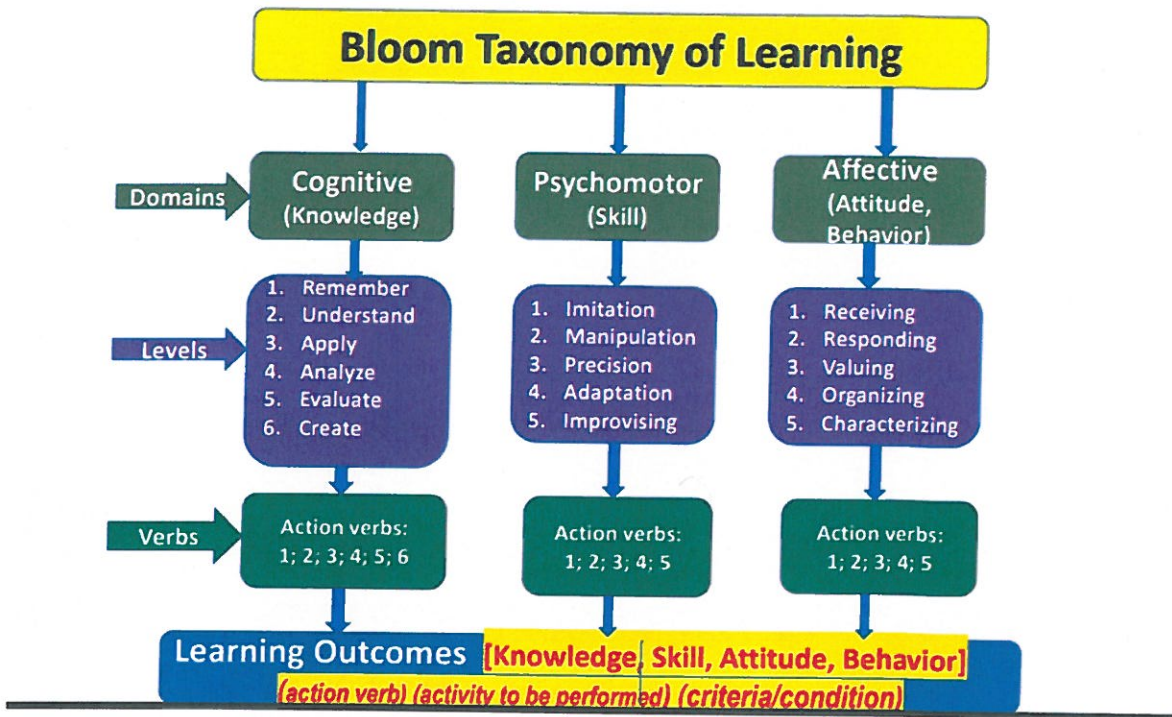 Bloom Taxonomy of Learning
Domains
Cognitive
(Knowledge)
Psychomotor
(Skill)
Affective
(Attitude,
Behavior)
Levels
1. Remember
2. Understand
3. Apply
4. Analyze
5. Evaluate
6. Create
1. Imitation
2. Manipulation
3. Precision
4. Adaptation
5. Improvising
1. Receiving
2. Responding
3. Valuing
4. Organizing
5. Characterizing
Verbs
Action verbs:
1; 2; 3; 4; 5; 6
Action verbs:
1; 2; 3; 4; 5
Action verbs:
1; 2; 3; 4; 5
Learning Outcomes [Knowledge, Skill, Attitude, Behavior]
(action verb) (activity to be performed) (criteria/condition)